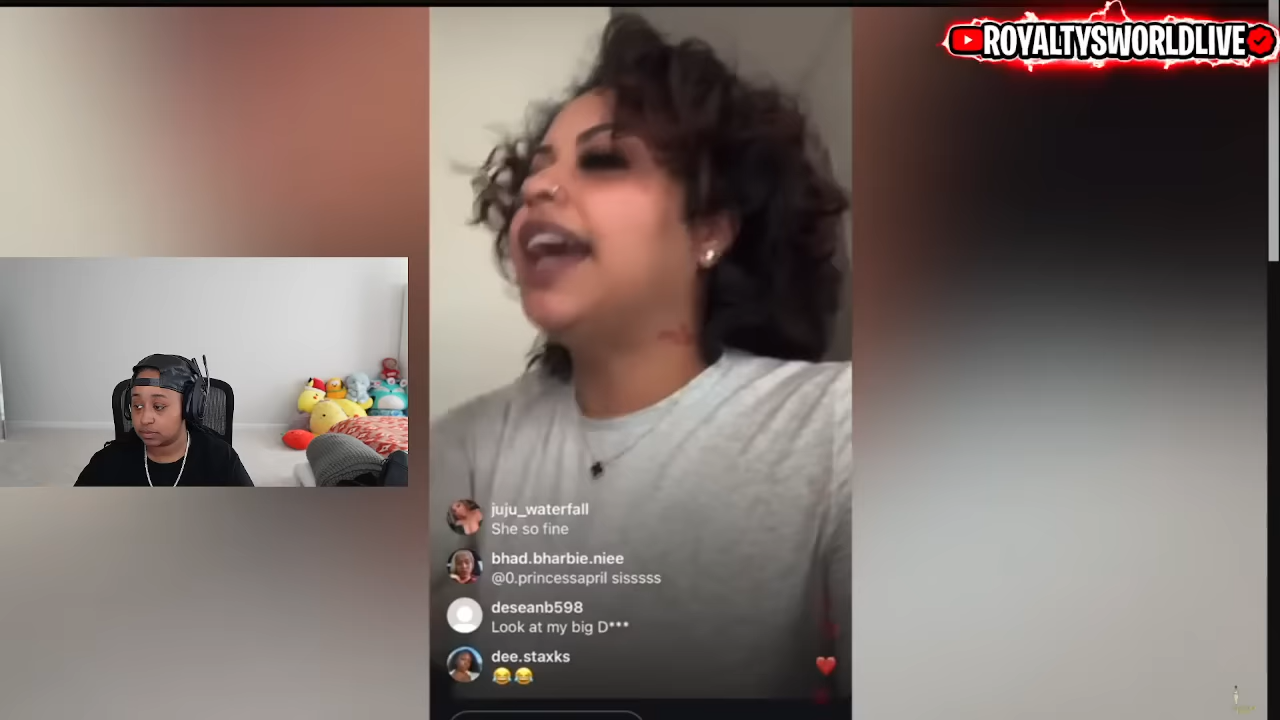 ROYALTYSWORLDLIVE
juju_waterfall
She so fine
bhad.bharbie.niee
@0.princessapril sisssss
deseanb598
Look at my big D***
dee.staxks
😂😂